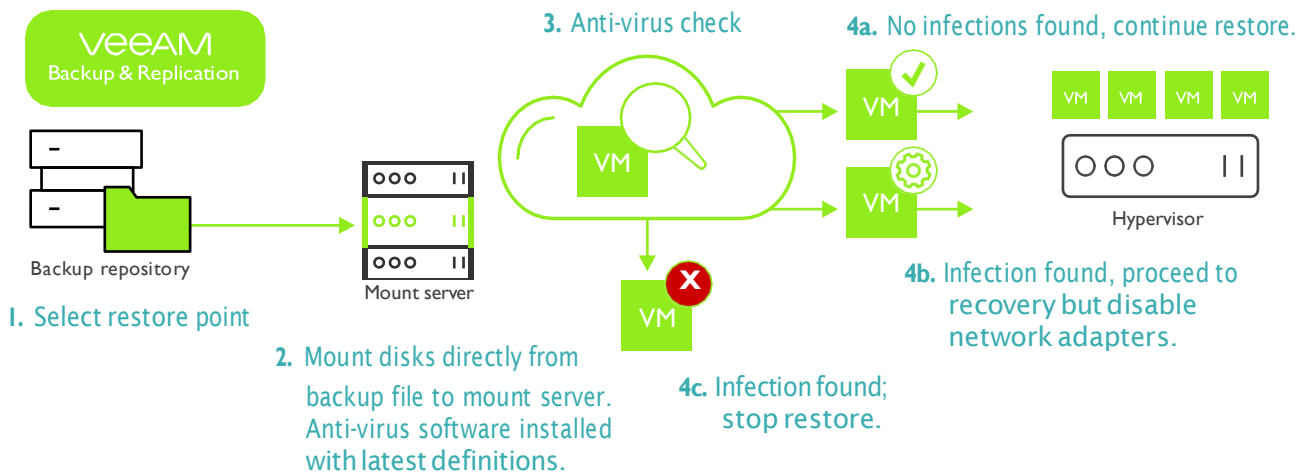 veeAM
Backup & Replication
Backup repository
1. Select restore point
Mount server
2. Mount disks directly from
backup file to mount server.
Anti-virus software installed
with latest definitions.
3. Anti-virus check
VM
4a. No infections found, continue restore.
VM
VM
VM VM VM VM
Hypervisor
4b. Infection found, proceed to
recovery but disable
network adapters.
X
VM
4c. Infection found;
stop restore.